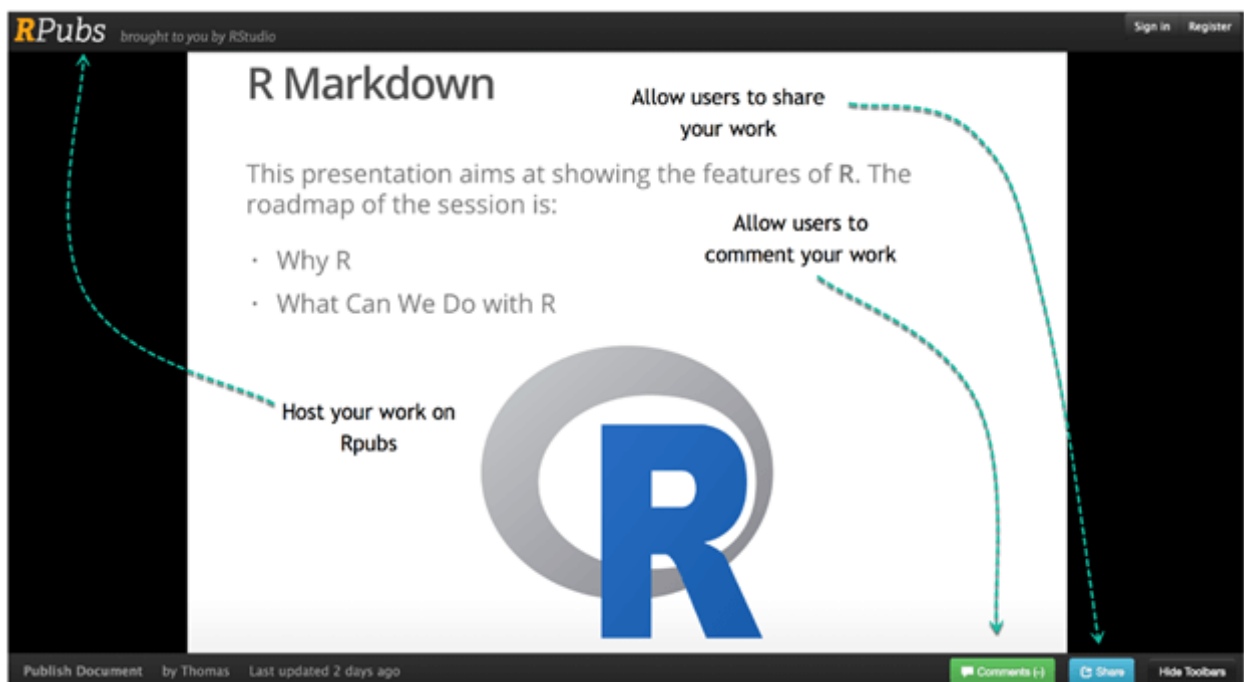 RPubs brought to you by RStudio
Sign in Register
R Markdown
Allow users to share
your work
This presentation aims at showing the features of R. The
roadmap of the session is:
Allow users to
comment your work
· Why R
· What Can We Do with R
Host your work on
Rpubs
R
Publish Document by Thomas Last updated 2 days ago
Comments (-) Share Hide Toolbars